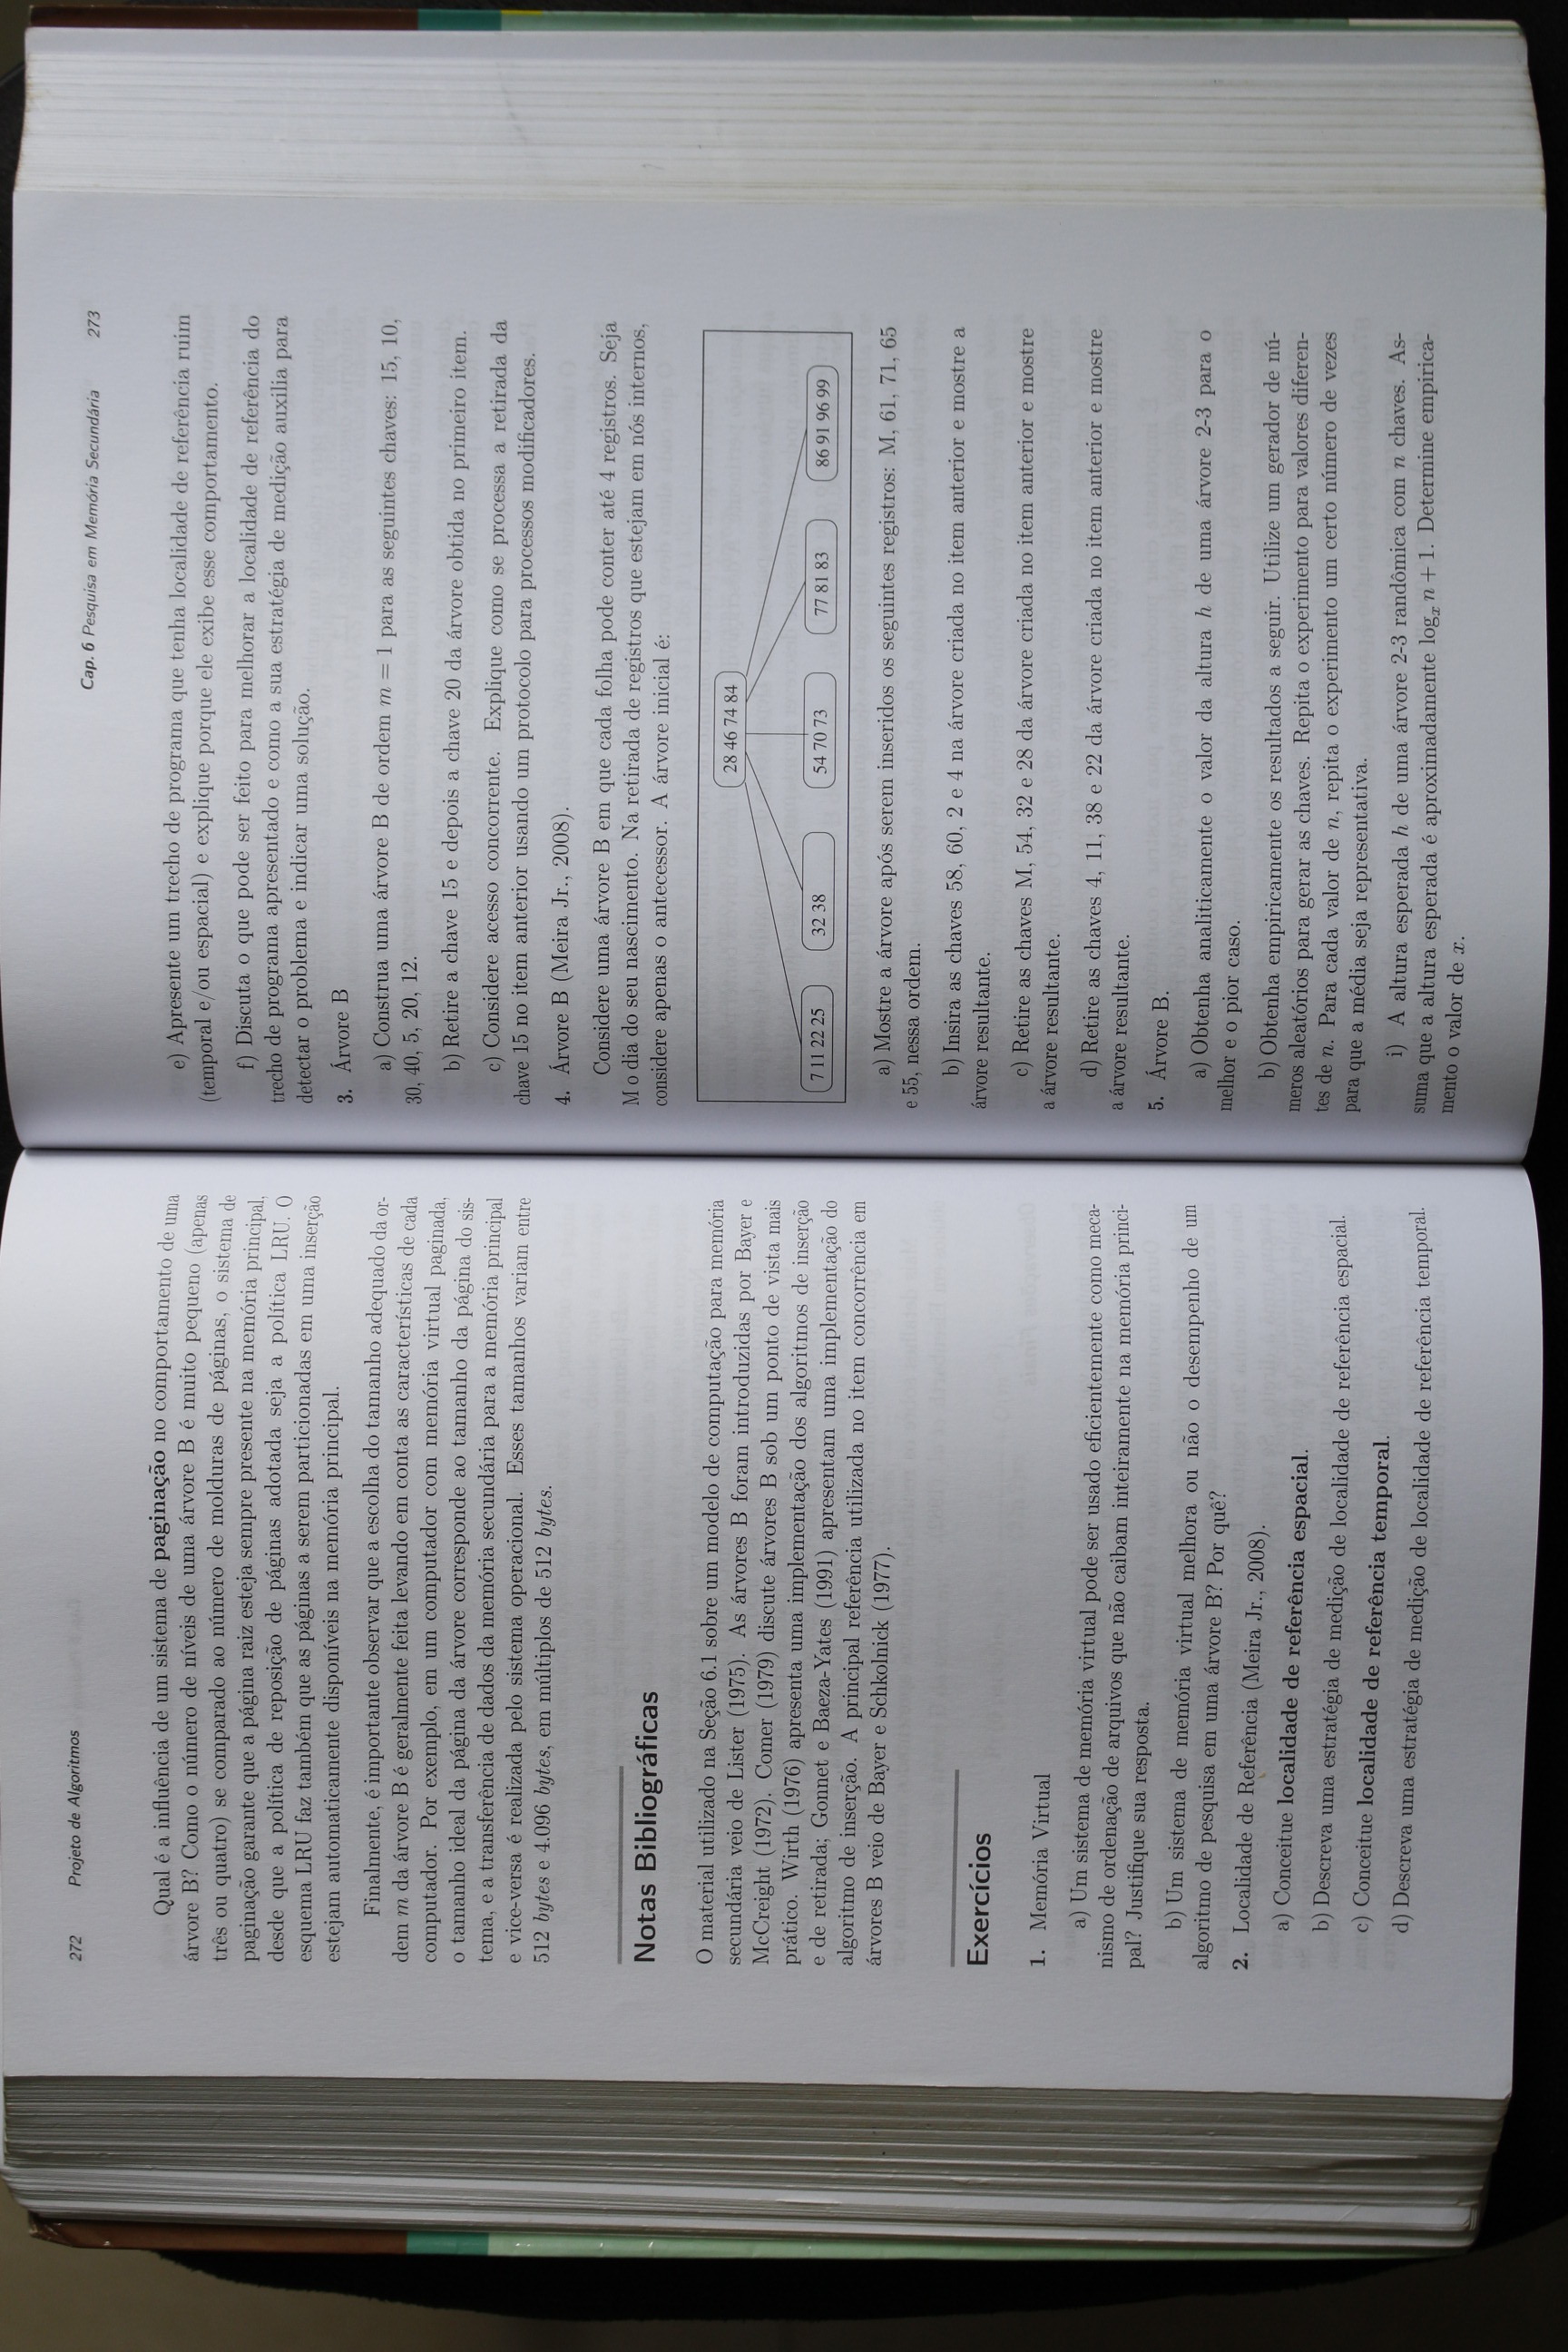 272 Projeto de Algoritmos
Qual é a influência de um sistema de paginação no comportamento de uma
árvore B? Como o número de níveis de uma árvore B é muito pequeno (apenas
três ou quatro) se comparado ao número de molduras de páginas, o sistema de
paginação garante que a página raiz esteja sempre presente na memória principal,
desde que a política de reposição de páginas adotada seja a política LRU. O
esquema LRU faz também que as páginas a serem particionadas em uma inserção
estejam automaticamente disponíveis na memória principal.
Finalmente, é importante observar que a escolha do tamanho adequado da or-
dem m da árvore B é geralmente feita levando em conta as características de cada
computador. Por exemplo, em um computador com memória virtual paginada,
o tamanho ideal da página da árvore corresponde ao tamanho da página do sis-
tema, e a transferência de dados da memória secundária para a memória principal
e vice-versa é realizada pelo sistema operacional. Esses tamanhos variam entre
512 bytes e 4.096 bytes, em múltiplos de 512 bytes.
Notas Bibliográficas
O material utilizado na Seção 6.1 sobre um modelo de computação para memória
secundária veio de Lister (1975). As árvores B foram introduzidas por Bayer e
McCreight (1972). Comer (1979) discute árvores B sob um ponto de vista mais
prático. Wirth (1976) apresenta uma implementação dos algoritmos de inserção
e de retirada; Gonnet e Baeza-Yates (1991) apresentam uma implementação do
algoritmo de inserção. A principal referência utilizada no item concorrência em
árvores B veio de Bayer e Schkolnick (1977).
Exercícios
1. Memória Virtual
a) Um sistema de memória virtual pode ser usado eficientemente como meca-
nismo de ordenação de arquivos que não caibam inteiramente na memória princi-
pal? Justifique sua resposta.
b) Um sistema de memória virtual melhora ou não o desempenho de um
algoritmo de pesquisa em uma árvore B? Por quê?
2. Localidade de Referência (Meira Jr., 2008).
a) Conceitue localidade de referência espacial.
b) Descreva uma estratégia de medição de localidade de referência espacial.
c) Conceitue localidade de referência temporal.
d) Descreva uma estratégia de medição de localidade de referência temporal.
Cap. 6 Pesquisa em Memória Secundária 273
e) Apresente um trecho de programa que tenha localidade de referência ruim
(temporal e/ou espacial) e explique porque ele exibe esse comportamento.
f) Discuta o que pode ser feito para melhorar a localidade de referência do
trecho de programa apresentado e como a sua estratégia de medição auxilia para
detectar o problema e indicar uma solução.
3. Árvore B
a) Construa uma árvore B de ordem m = 1 para as seguintes chaves: 15, 10,
30, 40, 5, 20, 12.
b) Retire a chave 15 e depois a chave 20 da árvore obtida no primeiro item.
c) Considere acesso concorrente. Explique como se processa a retirada da
chave 15 no item anterior usando um protocolo para processos modificadores.
4. Árvore B (Meira Jr., 2008).
Considere uma árvore B em que cada folha pode conter até 4 registros. Seja
M o dia do seu nascimento. Na retirada de registros que estejam em nós internos,
considere apenas o antecessor. A árvore inicial é:
28 46 74 84
7 11 22 25 32 38 54 70 73 77 81 83 86 91 96 99
a) Mostre a árvore após serem inseridos os seguintes registros: M, 61, 71, 65
e 55, nessa ordem.
b) Insira as chaves 58, 60, 2 e 4 na árvore criada no item anterior e mostre a
árvore resultante.
c) Retire as chaves M, 54, 32 e 28 da árvore criada no item anterior e mostre
a árvore resultante.
d) Retire as chaves 4, 11, 38 e 22 da árvore criada no item anterior e mostre
a árvore resultante.
5. Árvore B.
a) Obtenha analiticamente o valor da altura h de uma árvore 2-3 para o
melhor e o pior caso.
b) Obtenha empiricamente os resultados a seguir. Utilize um gerador de nú-
meros aleatórios para gerar as chaves. Repita o experimento para valores diferen-
tes de n. Para cada valor de n, repita o experimento um certo número de vezes
para que a média seja representativa.
i) A altura esperada h de uma árvore 2-3 randômica com n chaves. As-
suma que a altura esperada é aproximadamente logₓ n + 1. Determine empirica-
mento o valor de x.